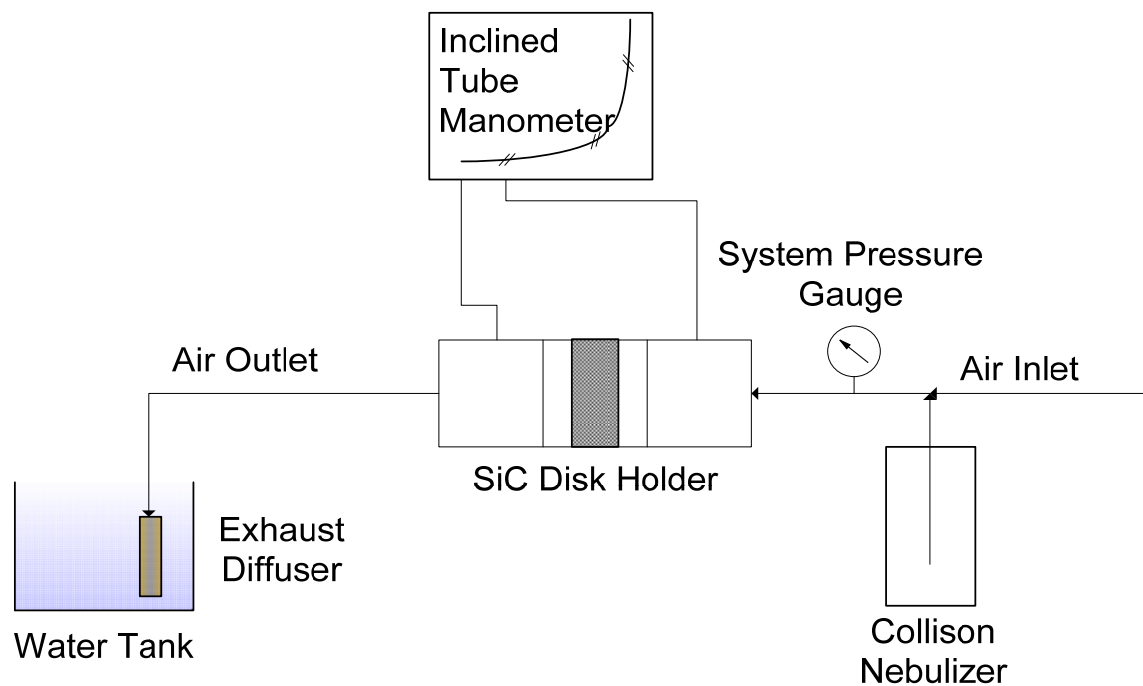 Inclined
Tube
Manometer
System Pressure
Gauge
Air Outlet
Air Inlet
SiC Disk Holder
Exhaust
Diffuser
Water Tank
Collison
Nebulizer